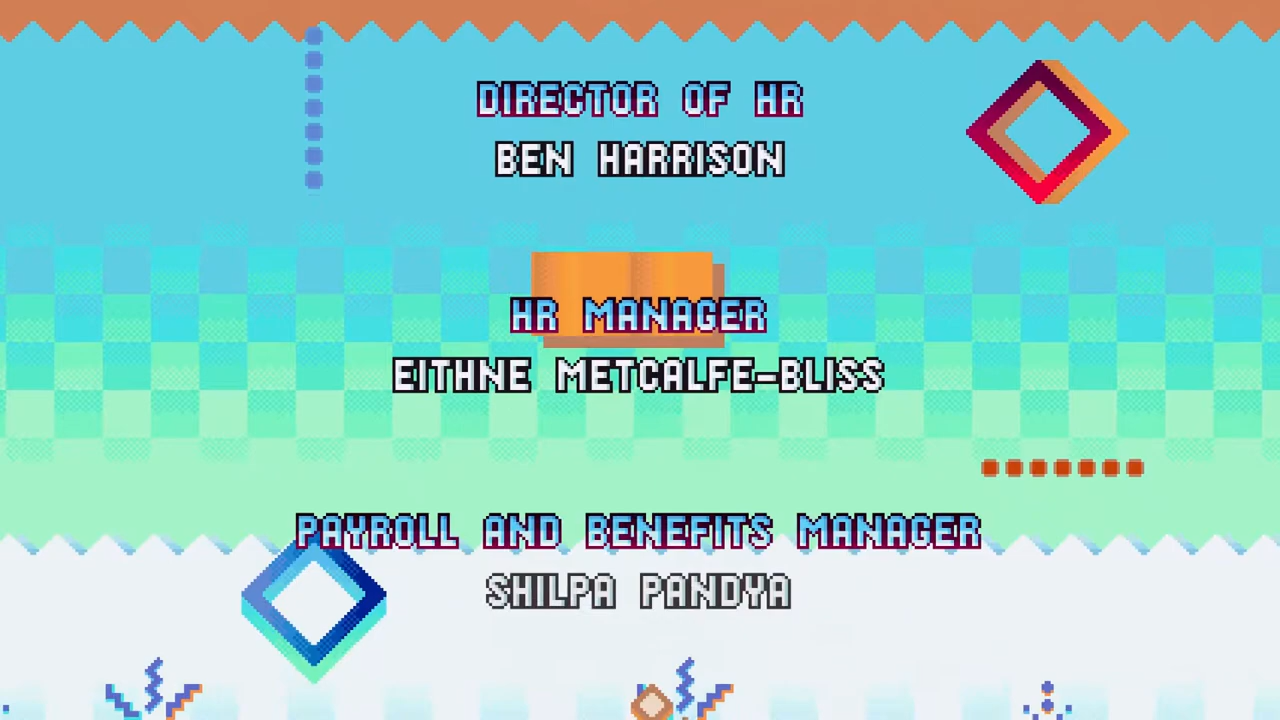 DIRECTOR OF HR
BEN HARRISON
HR MANAGER
EITHNE METCALFE-BLISS
PAYROLL AND BENEFITS MANAGER
SHILPA PANDYA